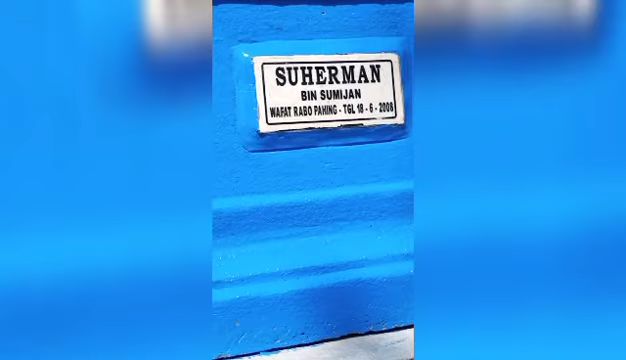 SUHERMAN
BIN SUMIJAN
WAFAT RABO PAHING - TGL 18 - 6 - 2008